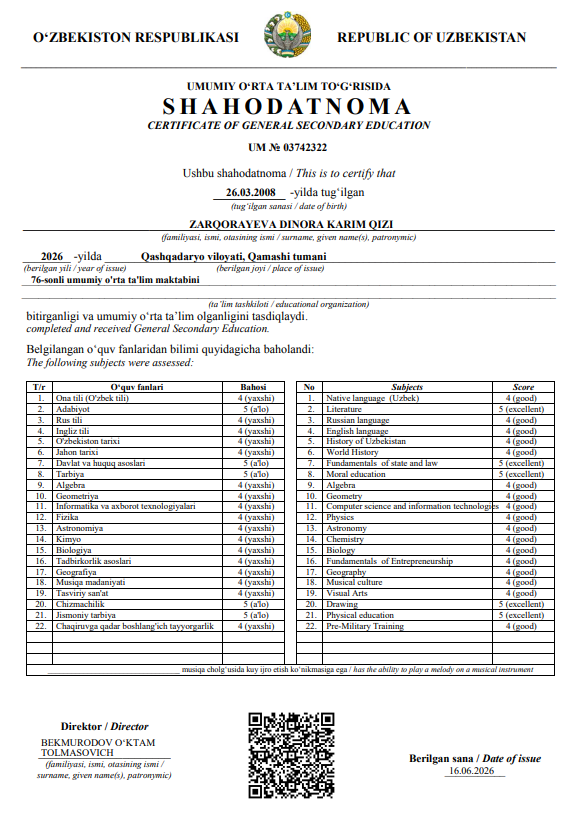 O‘ZBEKISTON RESPUBLIKASI REPUBLIC OF UZBEKISTAN
UMUMIY O‘RTA TA’LIM TO‘G‘RISIDA
SHAHODATNOMA
CERTIFICATE OF GENERAL SECONDARY EDUCATION
UM № 03742322
Ushbu shahodatnoma / This is to certify that
26.03.2008 -yilda tug‘ilgan
(tug‘ilgan sanasi / date of birth)
ZARQORAYEVA DINORA KARIM QIZI
(familiyasi, ismi, otasining ismi / surname, given name(s), patronymic)
2026 -yilda Qashqadaryo viloyati, Qamashi tumani
(berilgan yili / year of issue) (berilgan joyi / place of issue)
76-sonli umumiy o'rta ta'lim maktabini
(ta’lim tashkiloti / educational organization)
bitirganligi va umumiy o‘rta ta’lim olganligini tasdiqlaydi.
completed and received General Secondary Education.
Belgilangan o‘quv fanlaridan bilimi quyidagicha baholandi:
The following subjects were assessed:
T/r O‘quv fanlari Bahosi No Subjects Score
1. Ona tili (O'zbek tili) 4 (yaxshi) 1. Native language (Uzbek) 4 (good)
2. Adabiyot 5 (a'lo) 2. Literature 5 (excellent)
3. Rus tili 4 (yaxshi) 3. Russian language 4 (good)
4. Ingliz tili 4 (yaxshi) 4. English language 4 (good)
5. O'zbekiston tarixi 4 (yaxshi) 5. History of Uzbekistan 4 (good)
6. Jahon tarixi 4 (yaxshi) 6. World History 4 (good)
7. Davlat va huquq asoslari 5 (a'lo) 7. Fundamentals of state and law 5 (excellent)
8. Tarbiya 5 (a'lo) 8. Moral education 5 (excellent)
9. Algebra 4 (yaxshi) 9. Algebra 4 (good)
10. Geometriya 4 (yaxshi) 10. Geometry 4 (good)
11. Informatika va axborot texnologiyalari 4 (yaxshi) 11. Computer science and information technologies 4 (good)
12. Fizika 4 (yaxshi) 12. Physics 4 (good)
13. Astronomiya 4 (yaxshi) 13. Astronomy 4 (good)
14. Kimyo 4 (yaxshi) 14. Chemistry 4 (good)
15. Biologiya 4 (yaxshi) 15. Biology 4 (good)
16. Tadbirkorlik asoslari 4 (yaxshi) 16. Fundamentals of Entrepreneurship 4 (good)
17. Geografiya 4 (yaxshi) 17. Geography 4 (good)
18. Musiqa madaniyati 4 (yaxshi) 18. Musical culture 4 (good)
19. Tasviriy san'at 4 (yaxshi) 19. Visual Arts 4 (good)
20. Chizmachilik 5 (a'lo) 20. Drawing 5 (excellent)
21. Jismoniy tarbiya 5 (a'lo) 21. Physical education 5 (excellent)
22. Chaqiruvga qadar boshlang'ich tayyorgarlik 4 (yaxshi) 22. Pre-Military Training 4 (good)
musiqa cholg‘usida kuy ijro etish ko‘nikmasiga ega / has the ability to play a melody on a musical instrument
Direktor / Director
BEKMURODOV O‘KTAM
TOLMASOVICH
(familiyasi, ismi, otasining ismi /
surname, given name(s), patronymic)
Berilgan sana / Date of issue
16.06.2026